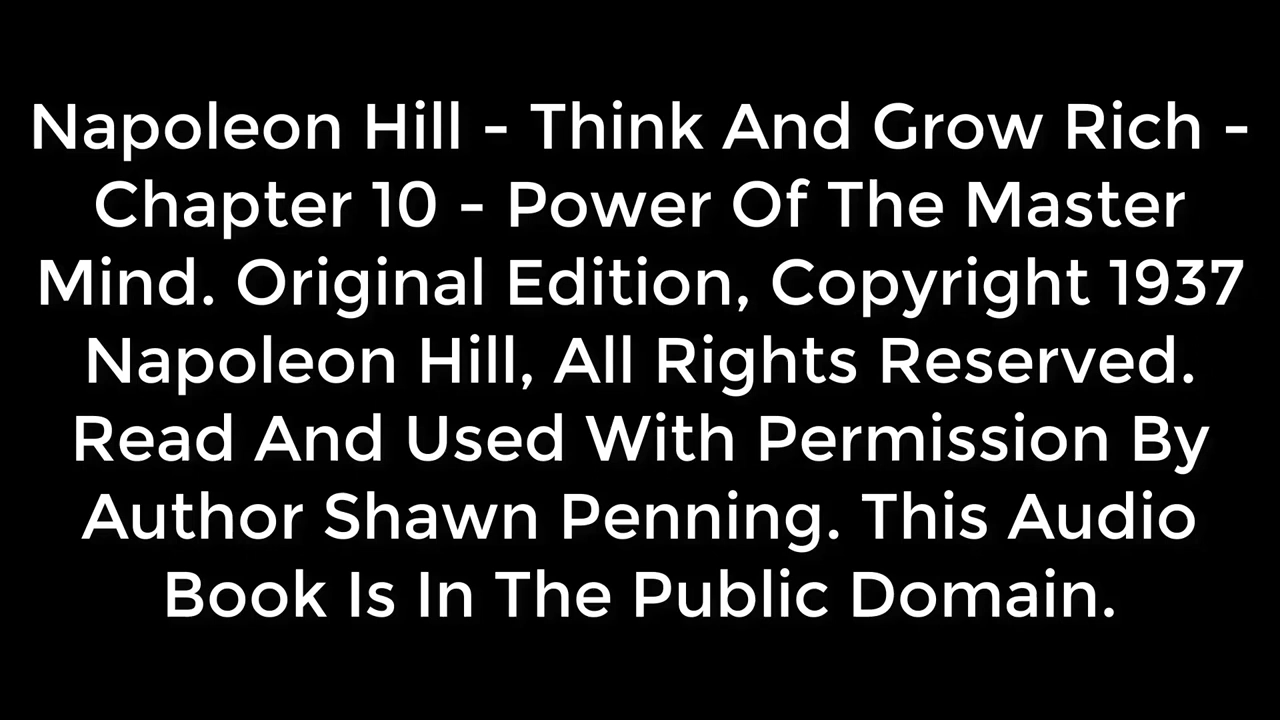 Napoleon Hill - Think And Grow Rich -
Chapter 10 - Power Of The Master
Mind. Original Edition, Copyright 1937
Napoleon Hill, All Rights Reserved.
Read And Used With Permission By
Author Shawn Penning. This Audio
Book Is In The Public Domain.